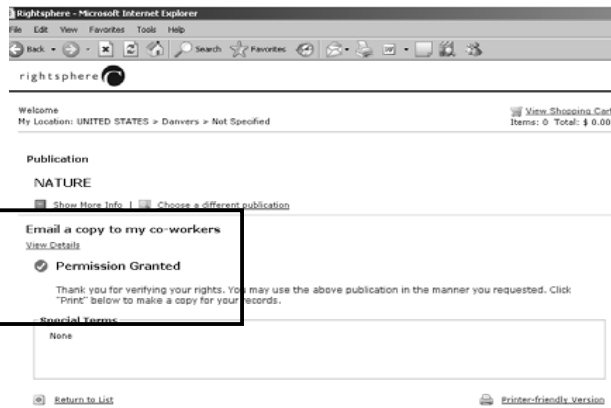 Rightsphere - Microsoft Internet Explorer
File Edit View Favorites Tools Help
Back Search Favorites
rightsphere
Welcome
My Location: UNITED STATES > Danvers > Not Specified
View Shopping Cart
Items: 0 Total: $ 0.00
Publication
NATURE
Show More Info | Choose a different publication
Email a copy to my co-workers
View Details
Permission Granted
Thank you for verifying your rights. You may use the above publication in the manner you requested. Click
"Print" below to make a copy for your records.
Special Terms
None
Return to List
Printer-friendly Version